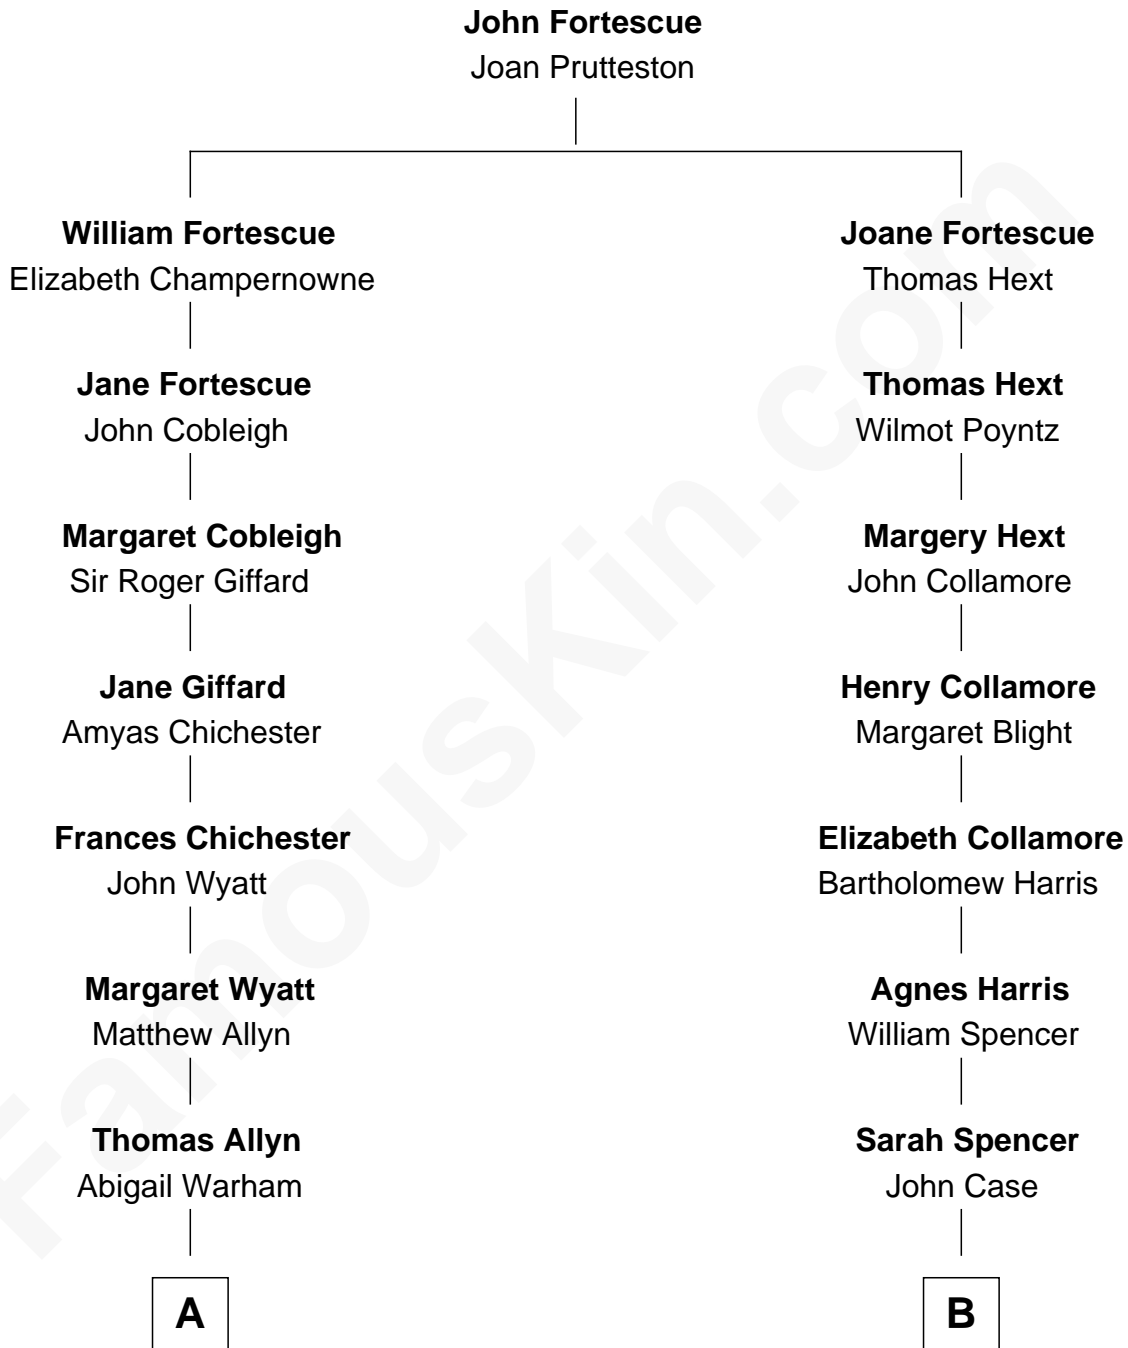 John Fortescue
Joan Prutteston
William Fortescue
Elizabeth Champernowne
Joane Fortescue
Thomas Hext
Jane Fortescue
John Cobleigh
Thomas Hext
Wilmot Poyntz
Margaret Cobleigh
Sir Roger Giffard
Margery Hext
John Collamore
Jane Giffard
Amyas Chichester
Henry Collamore
Margaret Blight
Frances Chichester
John Wyatt
Elizabeth Collamore
Bartholomew Harris
Margaret Wyatt
Matthew Allyn
Agnes Harris
William Spencer
Thomas Allyn
Abigail Warham
Sarah Spencer
John Case
A
B
FamousKin.com